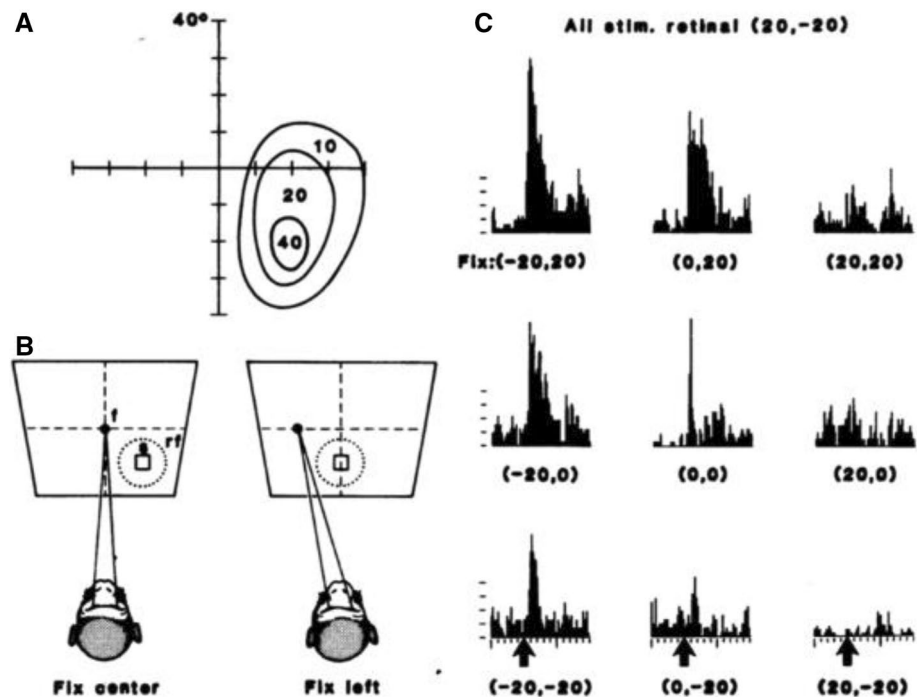 A
40°
10
20
40
B
f
rf
s
Fix center
Fix left
C
All stim. retinal (20,-20)
Fix:(-20,20)
(0,20)
(20,20)
(-20,0)
(0,0)
(20,0)
(-20,-20)
(0,-20)
(20,-20)